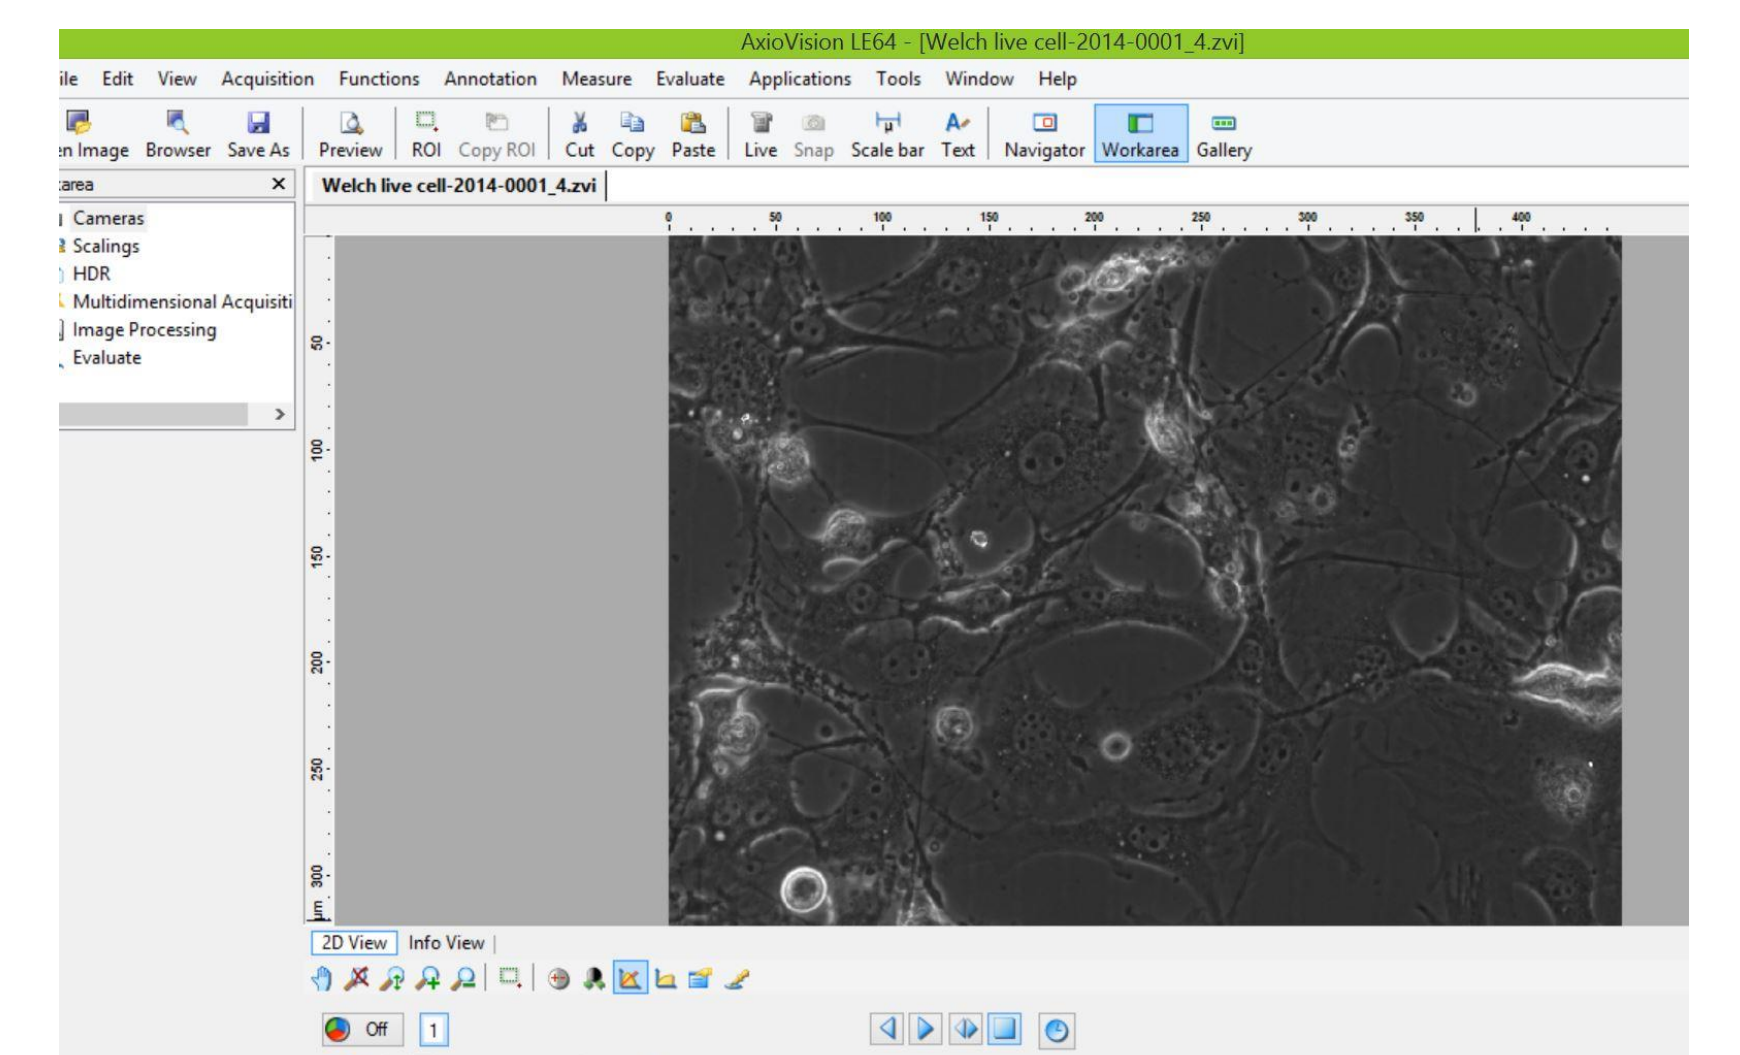 AxioVision LE64 - [Welch live cell-2014-0001_4.zvi]
ile Edit View Acquisition Functions Annotation Measure Evaluate Applications Tools Window Help
en Image Browser Save As Preview ROI Copy ROI Cut Copy Paste Live Snap Scale bar Text Navigator Workarea Gallery
area
Welch live cell-2014-0001_4.zvi
Cameras
Scalings
HDR
Multidimensional Acquisiti
Image Processing
Evaluate
0 50 100 150 200 250 300 350 400
50
100
150
200
250
300
µm
2D View Info View
Off 1